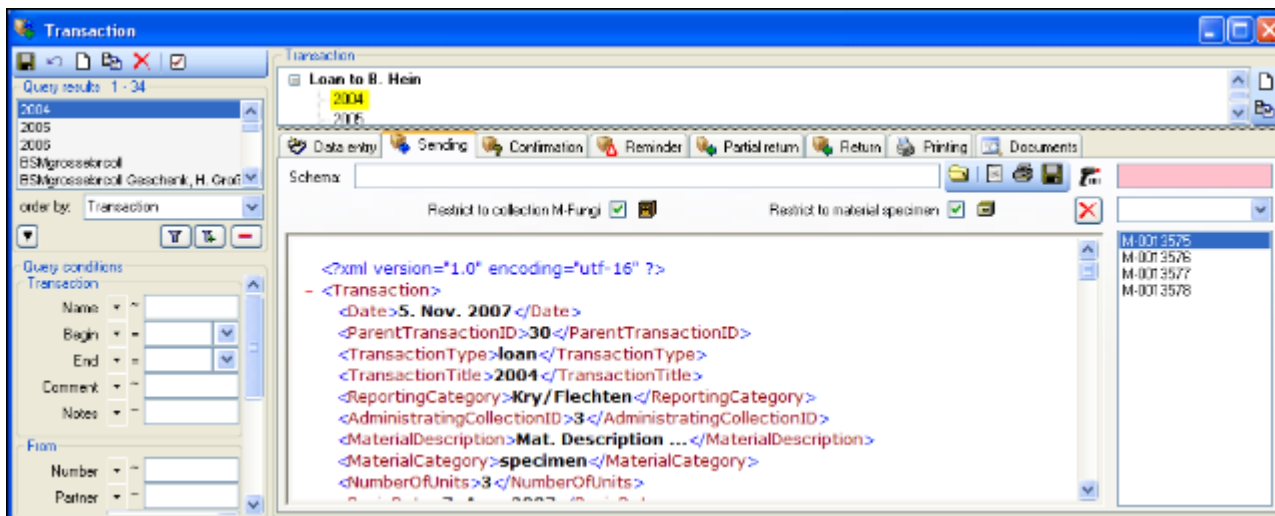 Transaction
Query results 1 - 34
2004
2005
2006
BSMgrossebrcoll
BSMgrossebrcoll Geschenk, H. Groß
order by: Transaction
Query conditions
Transaction
Name ~
Begin =
End =
Comment ~
Notes ~
From
Number ~
Partner ~
Transaction
Loan to B. Hein
2004
2005
Data entry Sending Confirmation Reminder Partial return Return Printing Documents
Schema:
Restrict to collection M-Fungi Restrict to material specimen
<?xml version="1.0" encoding="utf-16" ?>
- <Transaction>
<Date>5. Nov. 2007</Date>
<ParentTransactionID>30</ParentTransactionID>
<TransactionType>loan</TransactionType>
<TransactionTitle>2004</TransactionTitle>
<ReportingCategory>Kry/Flechten</ReportingCategory>
<AdministratingCollectionID>3</AdministratingCollectionID>
<MaterialDescription>Mat. Description ...</MaterialDescription>
<MaterialCategory>specimen</MaterialCategory>
<NumberOfUnits>3</NumberOfUnits>
M-0013575
M-0013576
M-0013577
M-0013578